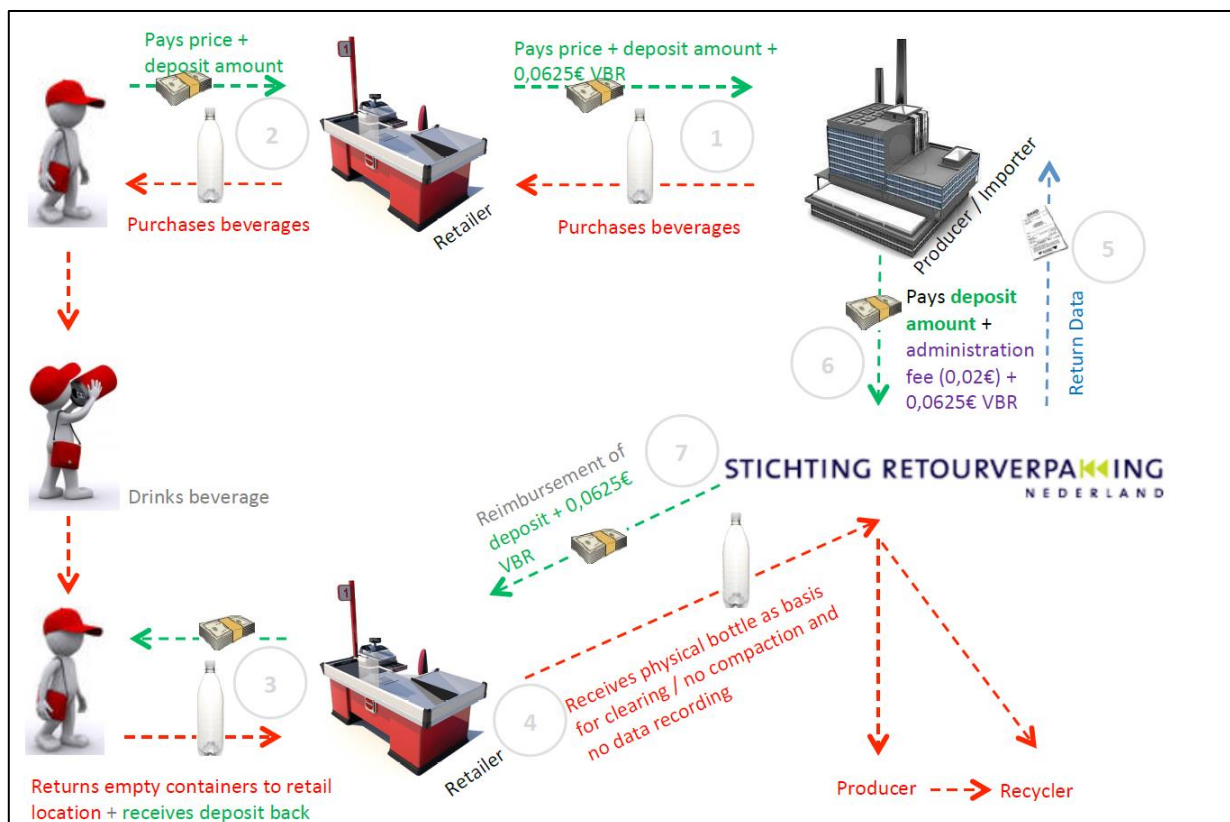 Pays price +
deposit amount
2
Purchases beverages
1
Retailer
Pays price + deposit amount +
0,0625€ VBR
1
Purchases beverages
Producer / Importer
5
Return Data
6
Pays deposit
amount +
administration
fee (0,02€) +
0,0625€ VBR
Drinks beverage
7
Reimbursement of
deposit + 0,0625€
VBR
STICHTING RETOURVERPAKKING
NEDERLAND
3
1
Retailer
4
Receives physical bottle as basis
for clearing / no compaction and
no data recording
Returns empty containers to retail
location + receives deposit back
Producer
Recycler